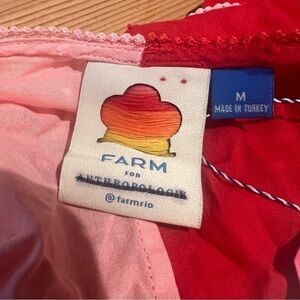 FARM
FOR
ANTHROPOLOGIE
@farmrio
M
MADE IN TURKEY